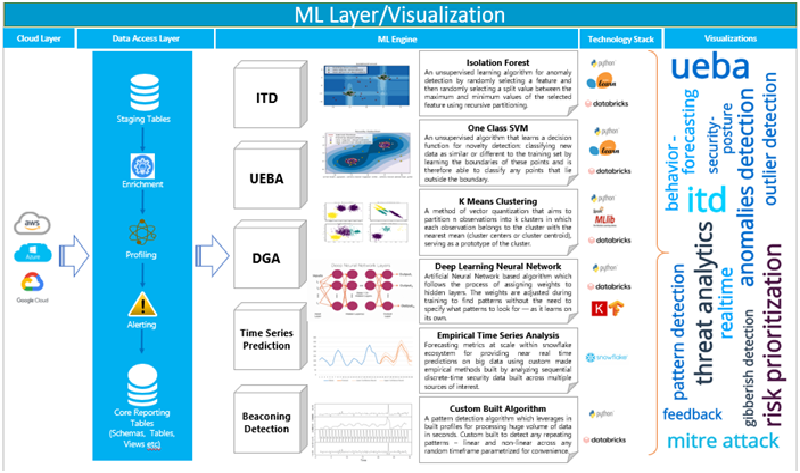 ML Layer/Visualization
Cloud Layer
Data Access Layer
ML Engine
Technology Stack
Visualizations
aws
Azure
Google Cloud
Staging Tables
Enrichment
Profiling
Alerting
Core Reporting
Tables
(Schemas, Tables,
Views etc)
ITD
UEBA
DGA
Time Series
Prediction
Beaconing
Detection
Isolation Forest
An unsupervised learning algorithm for anomaly
detection by randomly selecting a feature and
then randomly selecting a split value between the
maximum and minimum values of the selected
feature using recursive partitioning.
python
learn
databricks
One Class SVM
An unsupervised algorithm that learns a decision
function for novelty detection: classifying new
data as similar or different to the training set by
learning the boundaries of these points and is
therefore able to classify any points that lie
outside the boundary.
python
learn
databricks
K Means Clustering
A method of vector quantization that aims to
partition n observations into k clusters in which
each observation belongs to the cluster with the
nearest mean (cluster centers or cluster centroid),
serving as a prototype of the cluster.
python
MLlib
databricks
Deep Learning Neural Network
Artificial Neural Network based algorithm which
follows the process of assigning weights to
hidden layers. The weights are adjusted during
training to find patterns without the need to
specify what patterns to look for — as it learns on
its own.
python
databricks
K
Empirical Time Series Analysis
Forecasting metrics at scale within snowflake
ecosystem for providing near real time
predictions on big data using custom made
empirical methods built by analyzing sequential
discrete-time security data built across multiple
sources of interest.
snowflake
Custom Built Algorithm
A pattern detection algorithm which leverages in
built profiles for processing huge volume of data
in seconds. Custom built to detect any repeating
patterns – linear and non-linear across any
random timeframe parametrized for convenience.
python
databricks
ueba
behavior -
forecasting
security-
posture
anomalies detection
outlier detection
itd
pattern detection
threat analytics
realtime
gibberish detection
risk prioritization
feedback
mitre attack